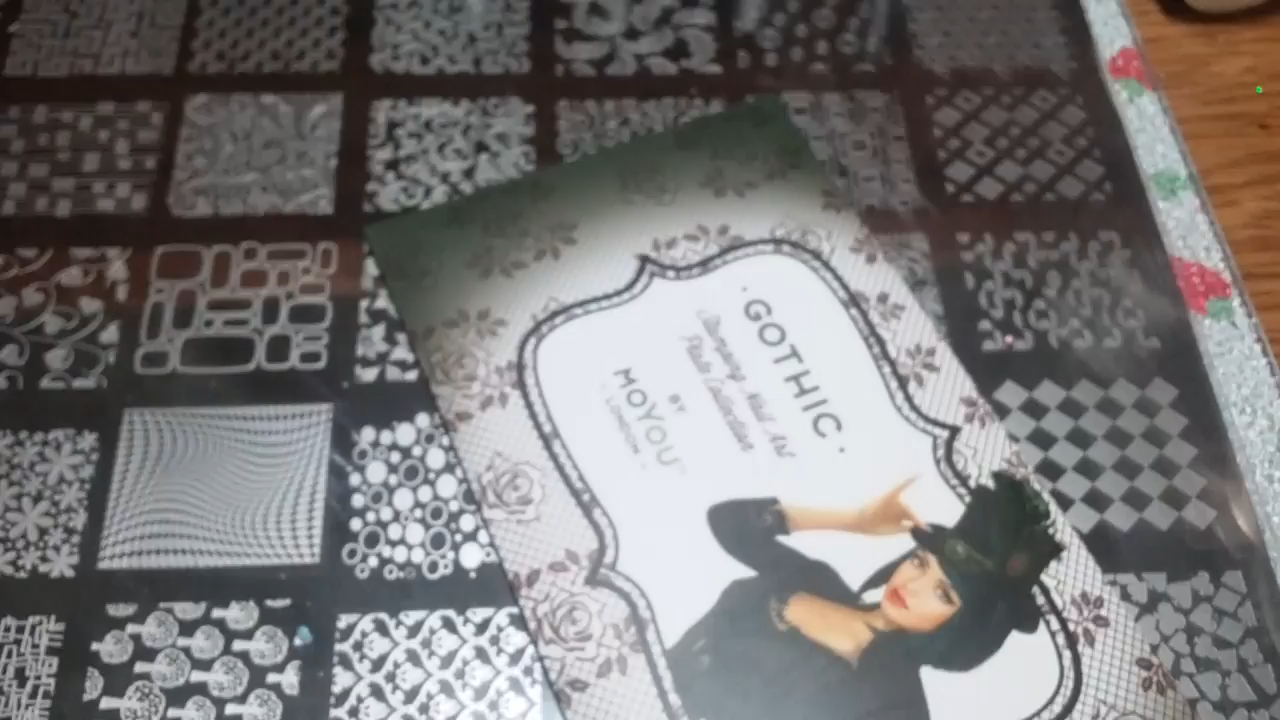 · GOTHIC ·
Stamping Nail Art
Plate Collection
BY
MOYOU
LONDON